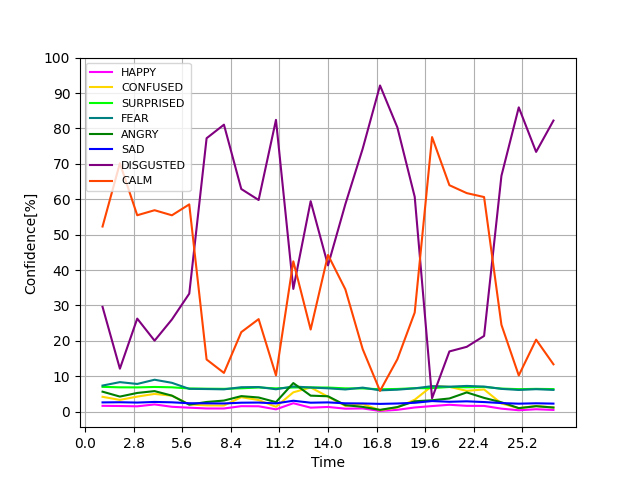 100
90
80
70
60
50
40
30
20
10
0
Confidence[%]
HAPPY
CONFUSED
SURPRISED
FEAR
ANGRY
SAD
DISGUSTED
CALM
0.0 2.8 5.6 8.4 11.2 14.0 16.8 19.6 22.4 25.2
Time